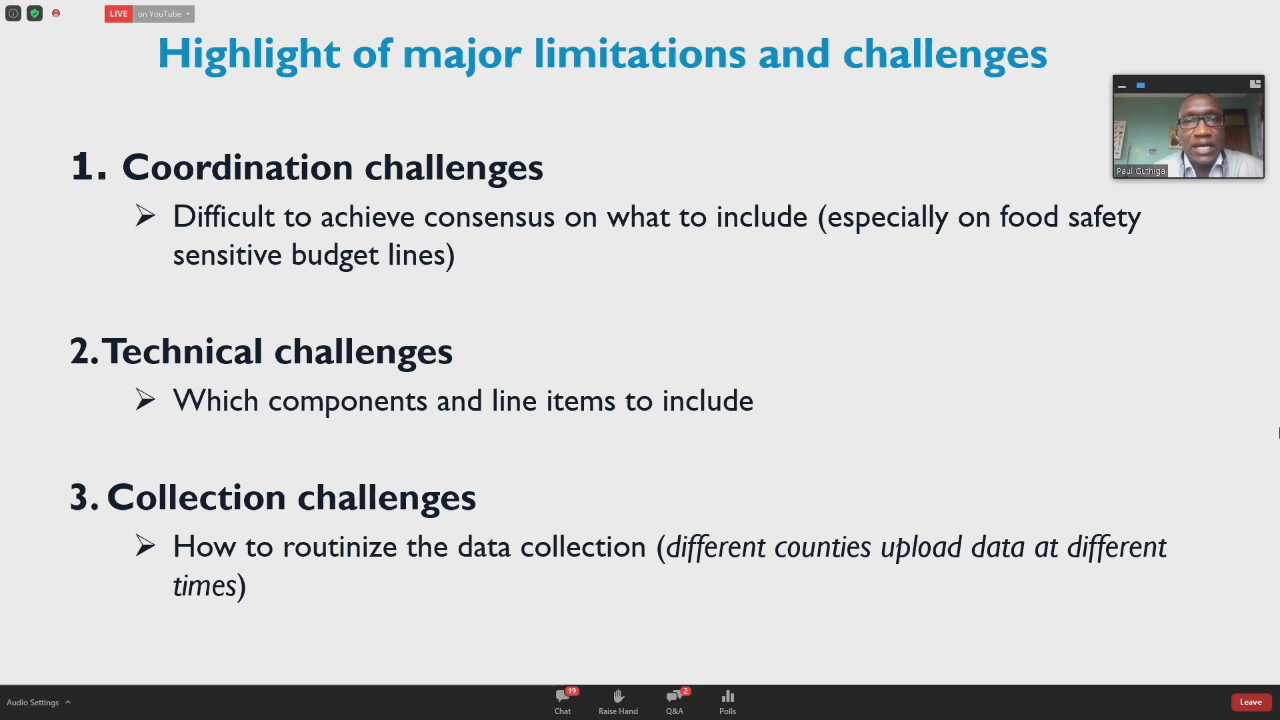 LIVE on YouTube
Highlight of major limitations and challenges
Paul Guthiga
1. Coordination challenges
➢ Difficult to achieve consensus on what to include (especially on food safety
sensitive budget lines)
2. Technical challenges
➢ Which components and line items to include
3. Collection challenges
➢ How to routinize the data collection (different counties upload data at different
times)
Audio Settings
19
2
Chat
Raise Hand
Q&A
Polls
Leave